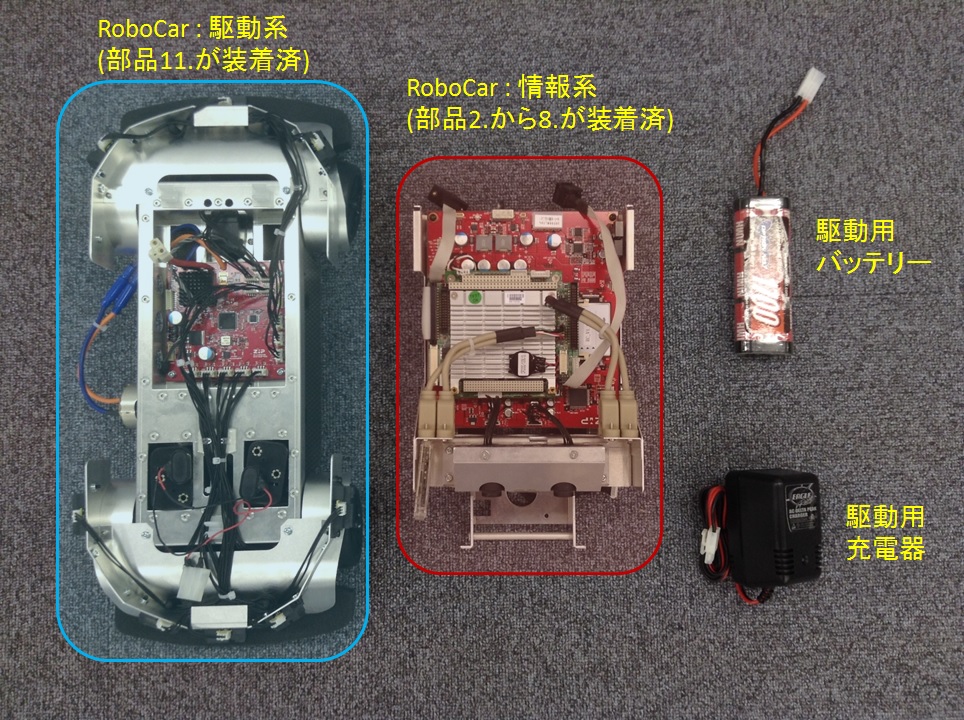 RoboCar : 駆動系
(部品11.が装着済)
RoboCar : 情報系
(部品2.から8.が装着済)
駆動用
バッテリー
駆動用
充電器
EAGLE
ZMP